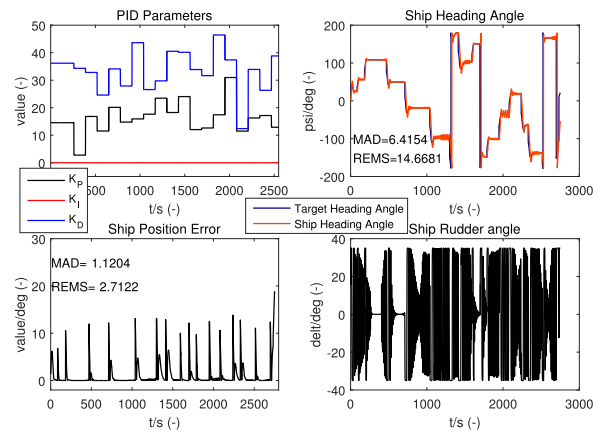 PID Parameters
50
40
30
20
10
0
value (-)
500 1000 1500 2000 2500
t/s (-)
K_P
K_I
K_D
Ship Heading Angle
200
100
0
-100
-200
psi/deg (-)
MAD=6.4154
REMS=14.6681
0 1000 2000 3000
t/s (-)
Target Heading Angle
Ship Heading Angle
Ship Position Error
30
20
10
0
value/deg (-)
MAD= 1.1204
REMS= 2.7122
0 500 1000 1500 2000 2500
t/s (-)
Ship Rudder angle
40
20
0
-20
-40
delt/deg (-)
0 1000 2000 3000
t/s (-)